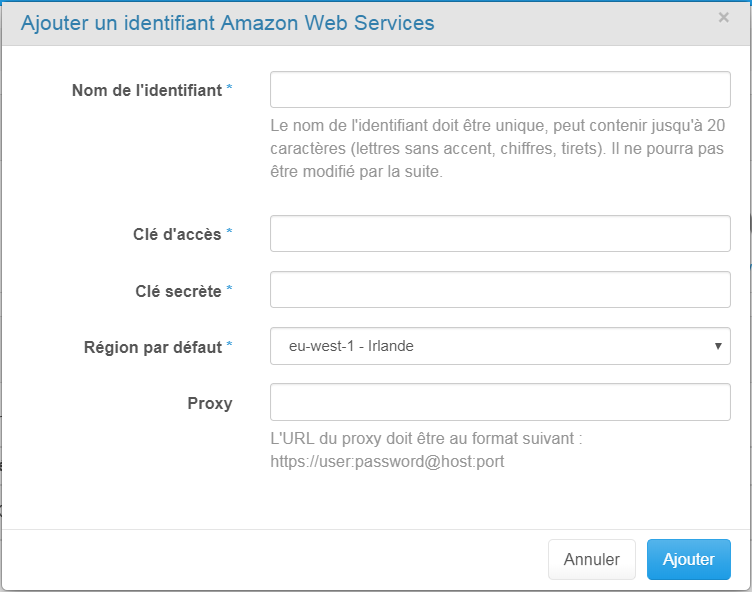 Ajouter un identifiant Amazon Web Services ×
Nom de l'identifiant *
Le nom de l'identifiant doit être unique, peut contenir jusqu'à 20
caractères (lettres sans accent, chiffres, tirets). Il ne pourra pas
être modifié par la suite.
Clé d'accès *
Clé secrète *
Région par défaut * eu-west-1 - Irlande
Proxy
L'URL du proxy doit être au format suivant :
https://user:password@host:port
Annuler Ajouter